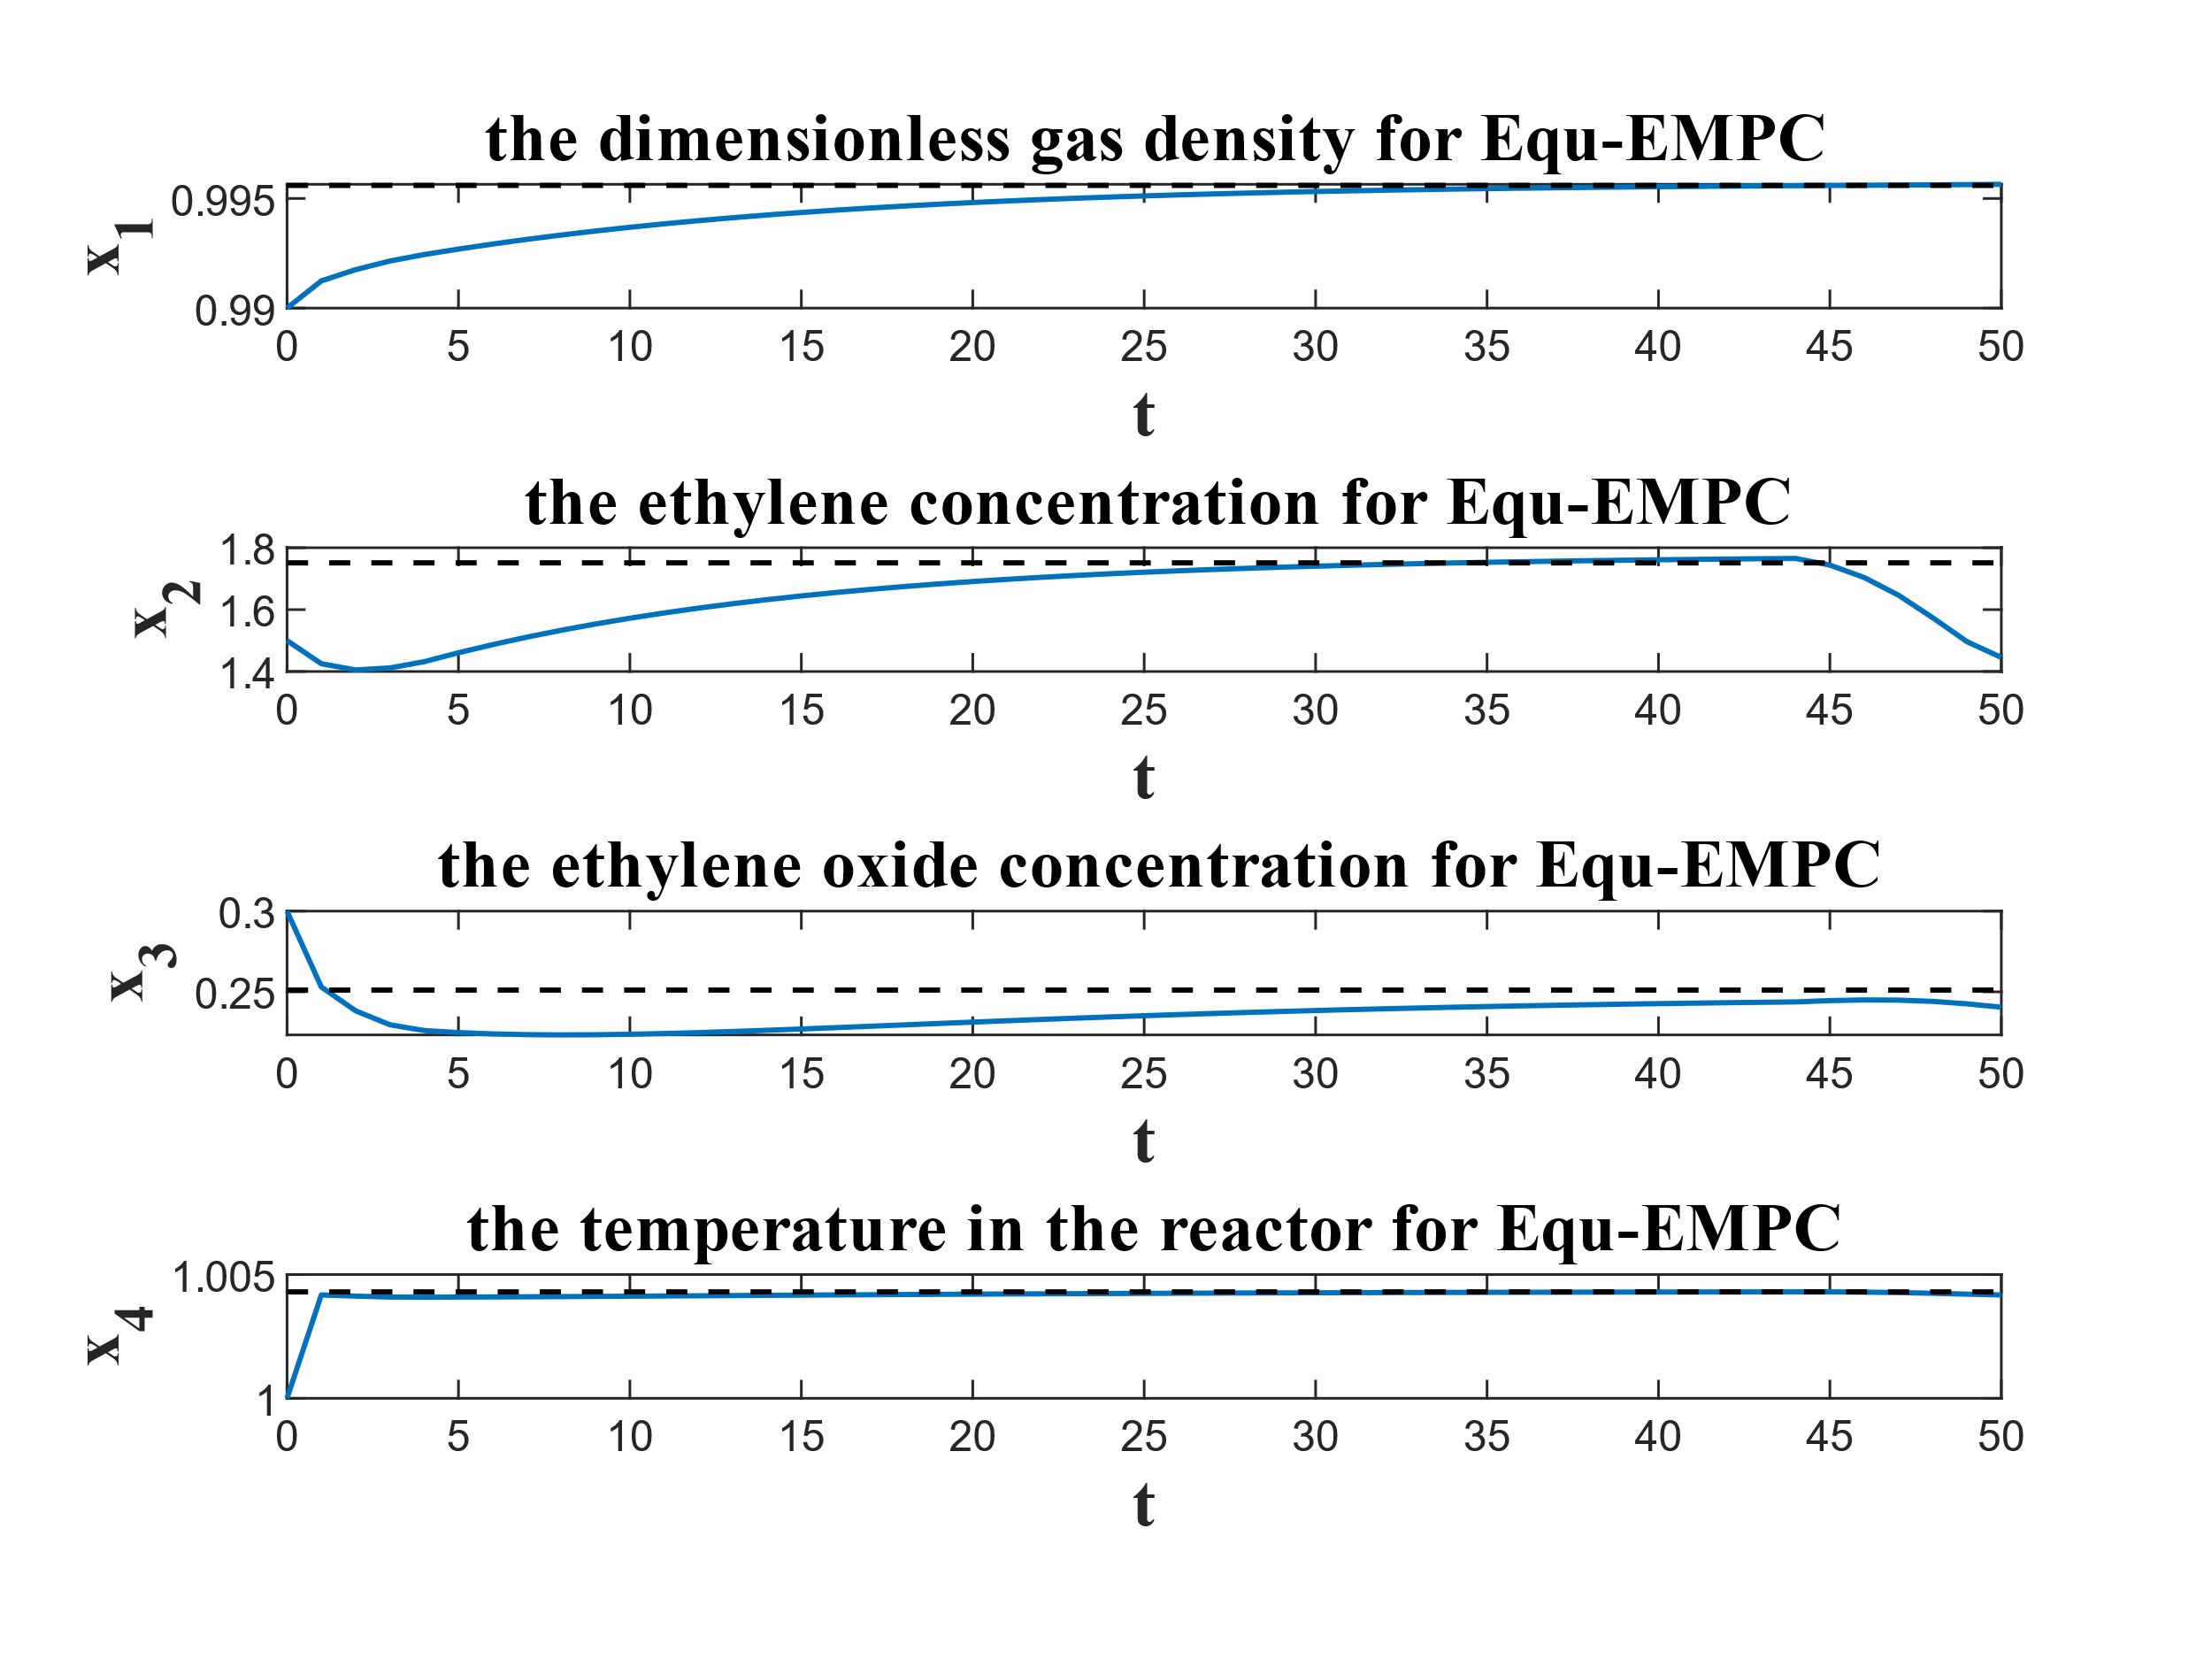 the dimensionless gas density for Equ-EMPC
0.995
0.99
x1
0 5 10 15 20 25 30 35 40 45 50
t
the ethylene concentration for Equ-EMPC
1.8
1.6
1.4
x2
0 5 10 15 20 25 30 35 40 45 50
t
the ethylene oxide concentration for Equ-EMPC
0.3
0.25
x3
0 5 10 15 20 25 30 35 40 45 50
t
the temperature in the reactor for Equ-EMPC
1.005
1
x4
0 5 10 15 20 25 30 35 40 45 50
t